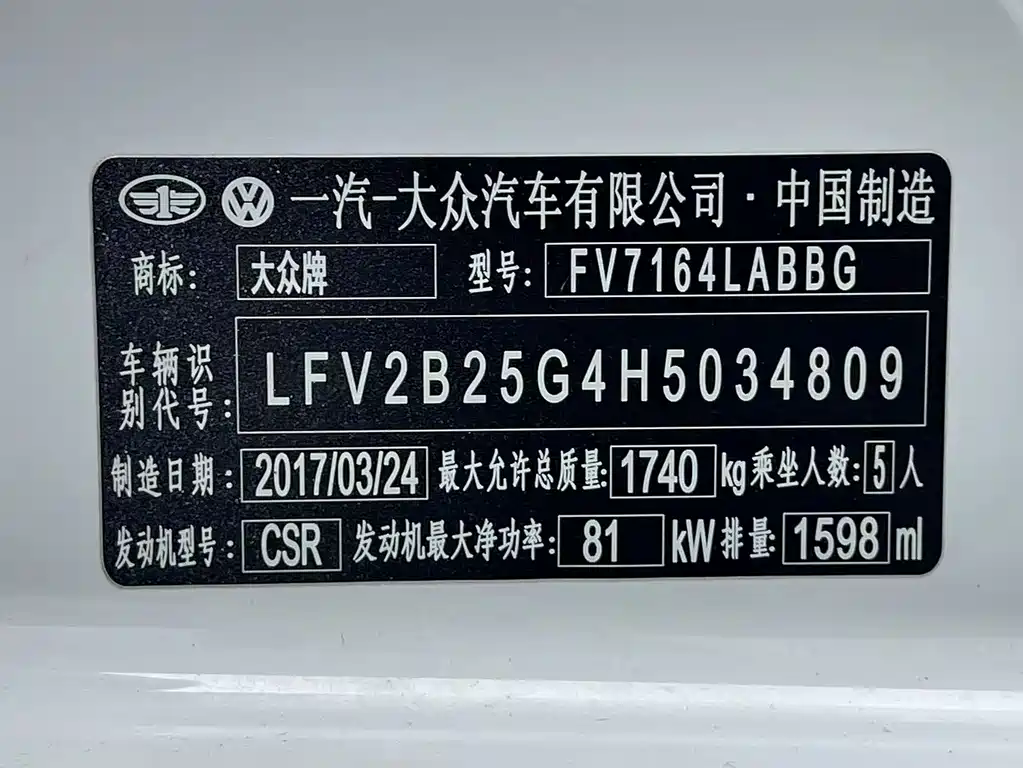 一汽-大众汽车有限公司·中国制造
商标: 大众牌 型号: FV7164LABBG
车辆识别代号: LFV2B25G4H5034809
制造日期: 2017/03/24 最大允许总质量: 1740 kg 乘坐人数: 5 人
发动机型号: CSR 发动机最大净功率: 81 kW 排量: 1598 ml